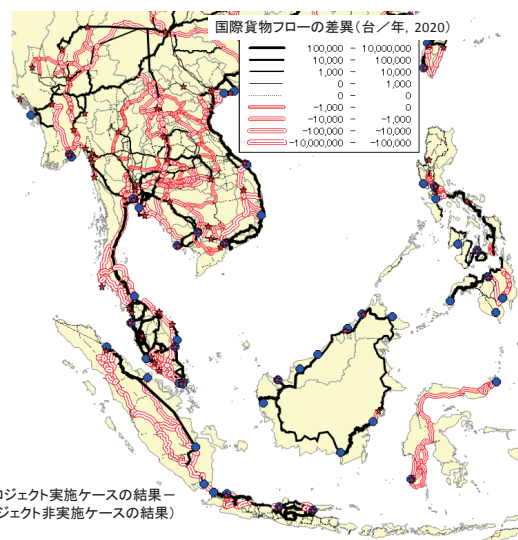 国際貨物フローの差異(台/年, 2020)
100,000 - 10,000,000
10,000 - 100,000
1,000 - 10,000
0 - 1,000
0 - 0
-1,000 - 0
-10,000 - -1,000
-100,000 - -10,000
-10,000,000 - -100,000
ロジェクト実施ケースの結果-
ジェクト非実施ケースの結果)